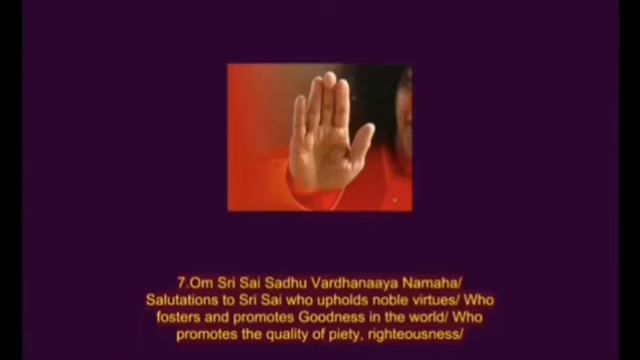 7.Om Sri Sai Sadhu Vardhanaaya Namaha/
Salutations to Sri Sai who upholds noble virtues/ Who
fosters and promotes Goodness in the world/ Who
promotes the quality of piety, righteousness/